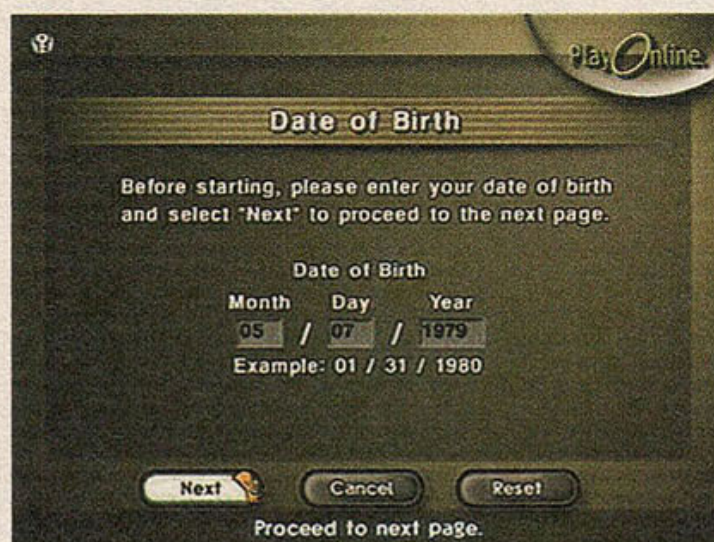 PlayOnline
Date of Birth
Before starting, please enter your date of birth
and select "Next" to proceed to the next page.
Date of Birth
Month Day Year
05 / 07 / 1979
Example: 01 / 31 / 1980
Next Cancel Reset
Proceed to next page.